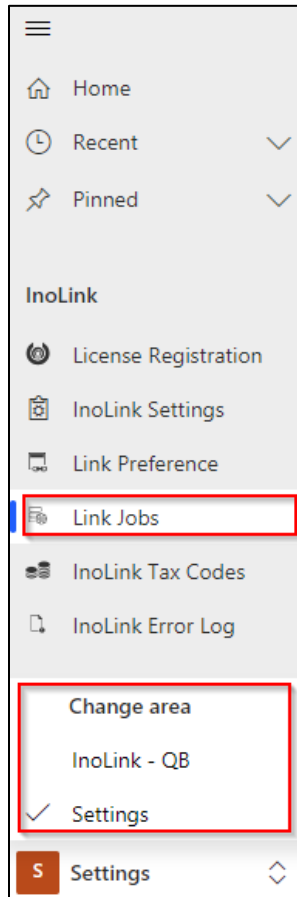 Home
Recent
Pinned
InoLink
License Registration
InoLink Settings
Link Preference
Link Jobs
InoLink Tax Codes
InoLink Error Log
Change area
InoLink - QB
Settings
S Settings